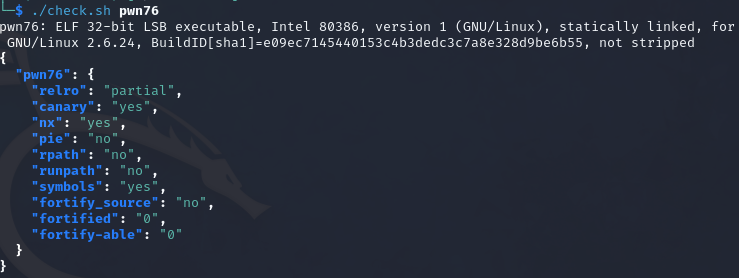 └─$ ./check.sh pwn76
pwn76: ELF 32-bit LSB executable, Intel 80386, version 1 (GNU/Linux), statically linked, for
 GNU/Linux 2.6.24, BuildID[sha1]=e09ec7145440153c4b3dedc3c7a8e328d9be6b55, not stripped
{
  "pwn76": {
    "relro": "partial",
    "canary": "yes",
    "nx": "yes",
    "pie": "no",
    "rpath": "no",
    "runpath": "no",
    "symbols": "yes",
    "fortify_source": "no",
    "fortified": "0",
    "fortify-able": "0"
  }
}